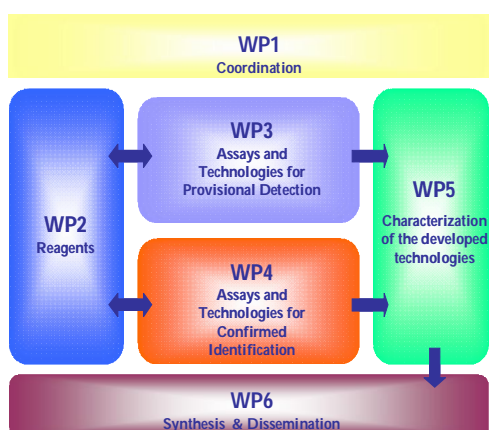 WP1
Coordination
WP2
Reagents
WP3
Assays and
Technologies for
Provisional Detection
WP4
Assays and
Technologies for
Confirmed
Identification
WP5
Characterization
of the developed
technologies
WP6
Synthesis & Dissemination